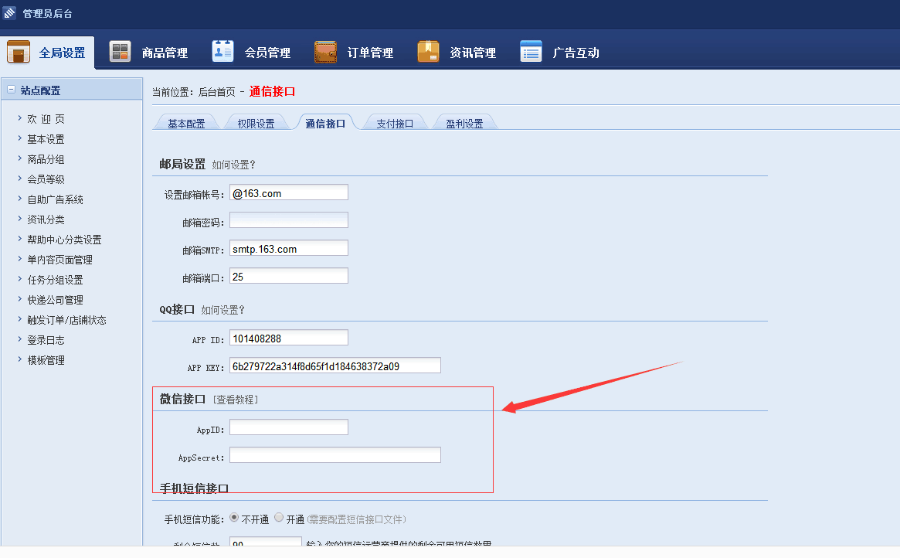 管理员后台
全局设置 商品管理 会员管理 订单管理 资讯管理 广告互动
站点配置
欢 迎 页
基本设置
商品分组
会员等级
自助广告系统
资讯分类
帮助中心分类设置
单内容页面管理
任务分组设置
快递公司管理
触发订单/店铺状态
登录日志
模板管理
当前位置: 后台首页 - 通信接口
基本配置 权限设置 通信接口 支付接口 盈利设置
邮局设置 如何设置?
设置邮箱帐号: @163.com
邮箱密码:
邮箱SMTP: smtp.163.com
邮箱端口: 25
QQ接口 如何设置?
APP ID: 101408288
APP KEY: 6b279722a314f8d65f1d184638372a09
微信接口 [查看教程]
AppID:
AppSecret:
手机短信接口
手机短信功能: 不开通 开通 (需要配置短信接口文件)